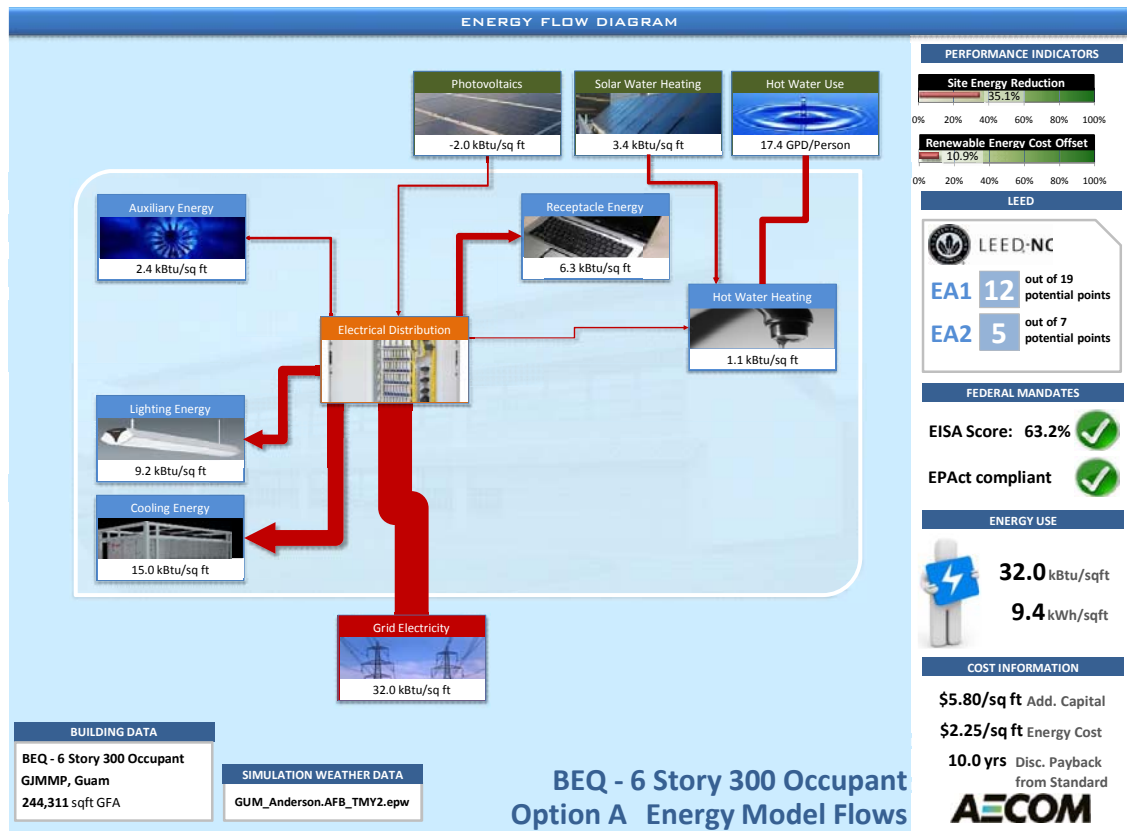 ENERGY FLOW DIAGRAM
Photovoltaics
-2.0 kBtu/sq ft
Solar Water Heating
3.4 kBtu/sq ft
Hot Water Use
17.4 GPD/Person
Auxiliary Energy
2.4 kBtu/sq ft
Receptacle Energy
6.3 kBtu/sq ft
Hot Water Heating
1.1 kBtu/sq ft
Electrical Distribution
Lighting Energy
9.2 kBtu/sq ft
Cooling Energy
15.0 kBtu/sq ft
Grid Electricity
32.0 kBtu/sq ft
BUILDING DATA
BEQ - 6 Story 300 Occupant
GJMMP, Guam
244,311 sqft GFA
SIMULATION WEATHER DATA
GUM_Anderson.AFB_TMY2.epw
BEQ - 6 Story 300 Occupant
Option A Energy Model Flows
PERFORMANCE INDICATORS
Site Energy Reduction
35.1%
0% 20% 40% 60% 80% 100%
Renewable Energy Cost Offset
10.9%
0% 20% 40% 60% 80% 100%
LEED
LEED·NC
EA1 12 out of 19
potential points
EA2 5 out of 7
potential points
FEDERAL MANDATES
EISA Score: 63.2%
EPAct compliant
ENERGY USE
32.0 kBtu/sqft
9.4 kWh/sqft
COST INFORMATION
$5.80/sq ft Add. Capital
$2.25/sq ft Energy Cost
10.0 yrs Disc. Payback
from Standard
AECOM